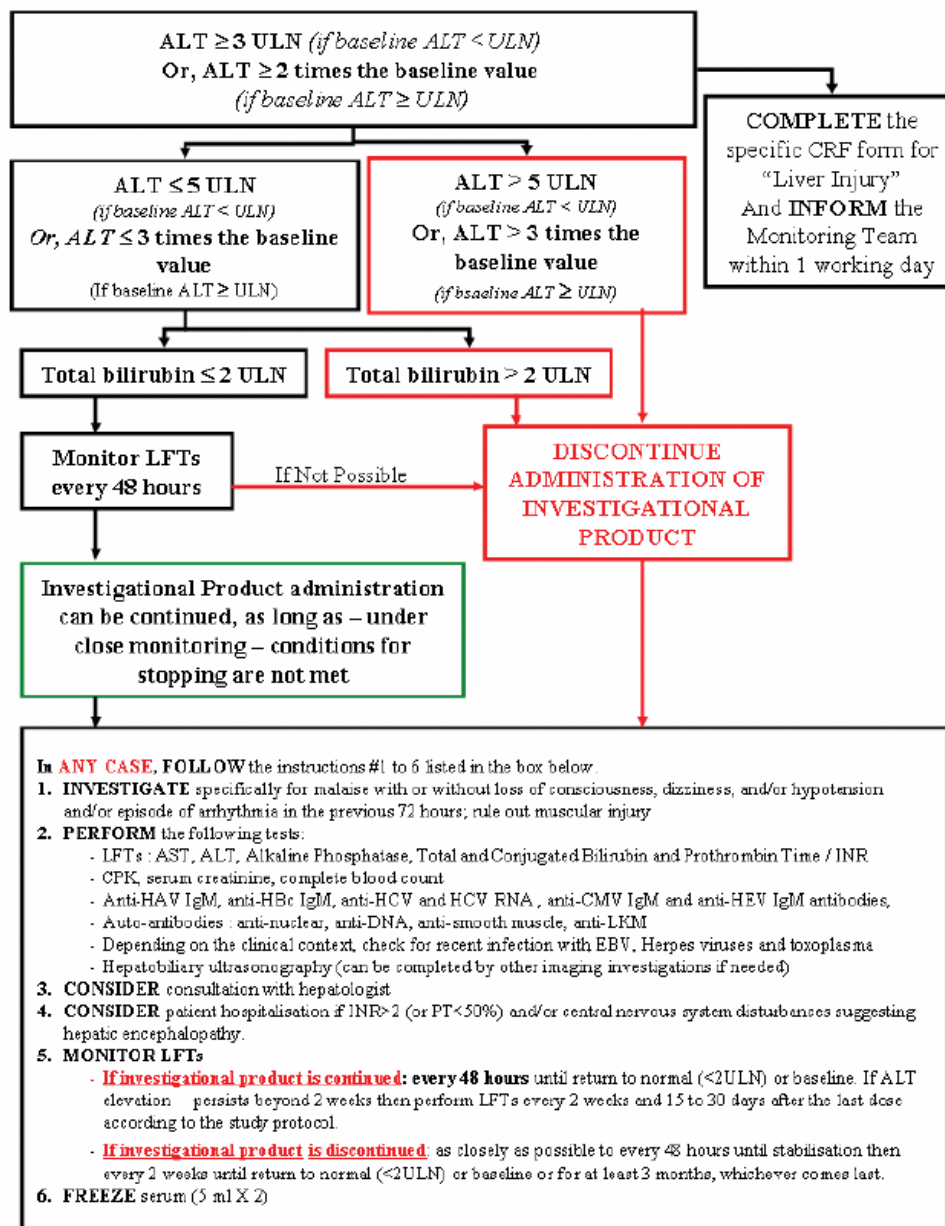 ALT ≥ 3 ULN (if baseline ALT < ULN)
Or, ALT ≥ 2 times the baseline value
(if baseline ALT ≥ ULN)
COMPLETE the
specific CRF form for
“Liver Injury”
And INFORM the
Monitoring Team
within 1 working day
ALT ≤ 5 ULN
(if baseline ALT < ULN)
Or, ALT ≤ 3 times the baseline
value
(If baseline ALT ≥ ULN)
ALT > 5 ULN
(if baseline ALT < ULN)
Or, ALT > 3 times the
baseline value
(if bsaeline ALT ≥ ULN)
Total bilirubin ≤ 2 ULN
Total bilirubin > 2 ULN
Monitor LFTs
every 48 hours
If Not Possible
DISCONTINUE
ADMINISTRATION OF
INVESTIGATIONAL
PRODUCT
Investigational Product administration
can be continued, as long as – under
close monitoring – conditions for
stopping are not met
In ANY CASE, FOLLOW the instructions #1 to 6 listed in the box below.
1. INVESTIGATE specifically for malaise with or without loss of consciousness, dizziness, and/or hypotension
and/or episode of arrhythmia in the previous 72 hours; rule out muscular injury
2. PERFORM the following tests:
- LFTs : AST, ALT, Alkaline Phosphatase, Total and Conjugated Bilirubin and Prothrombin Time / INR
- CPK, serum creatinine, complete blood count
- Anti-HAV IgM, anti-HBc IgM, anti-HCV and HCV RNA, anti-CMV IgM and anti-HEV IgM antibodies,
- Auto-antibodies : anti-nuclear, anti-DNA, anti-smooth muscle, anti-LKM
- Depending on the clinical context, check for recent infection with EBV, Herpes viruses and toxoplasma
- Hepatobiliary ultrasonography (can be completed by other imaging investigations if needed)
3. CONSIDER consultation with hepatologist
4. CONSIDER patient hospitalisation if INR>2 (or PT<50%) and/or central nervous system disturbances suggesting
hepatic encephalopathy.
5. MONITOR LFTs
- If investigational product is continued: every 48 hours until return to normal (<2ULN) or baseline. If ALT
elevation persists beyond 2 weeks then perform LFTs every 2 weeks and 15 to 30 days after the last dose
according to the study protocol.
- If investigational product is discontinued: as closely as possible to every 48 hours until stabilisation then
every 2 weeks until return to normal (<2ULN) or baseline or for at least 3 months, whichever comes last.
6. FREEZE serum (5 ml X 2)